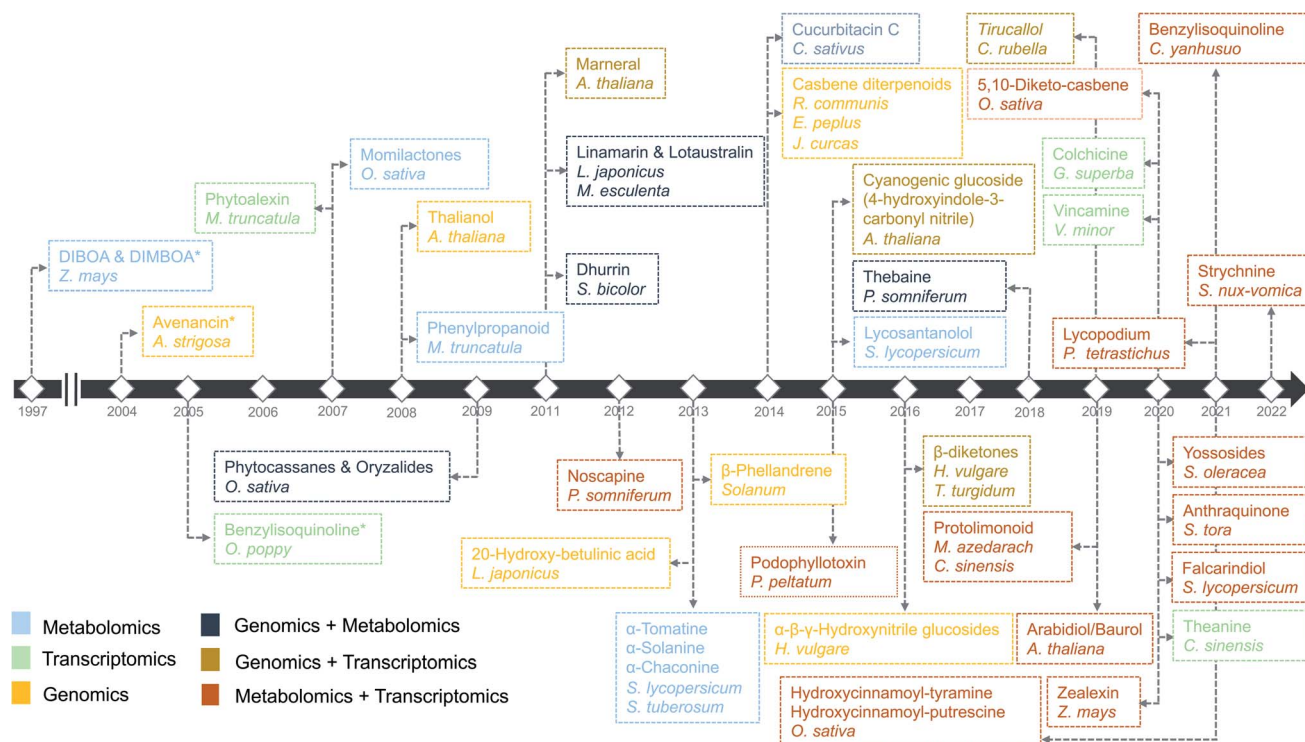 Cucurbitacin C
C. sativus
Tirucallol
C. rubella
Benzylisoquinoline
C. yanhusuo
Marneral
A. thaliana
Casbene diterpenoids
R. communis
E. peplus
J. curcas
5,10-Diketo-casbene
O. sativa
Momilactones
O. sativa
Linamarin & Lotaustralin
L. japonicus
M. esculenta
Colchicine
G. superba
Phytoalexin
M. truncatula
Cyanogenic glucoside
(4-hydroxyindole-3-
carbonyl nitrile)
A. thaliana
Vincamine
V. minor
Thalianol
A. thaliana
DIBOA & DIMBOA*
Z. mays
Dhurrin
S. bicolor
Thebaine
P. somniferum
Strychnine
S. nux-vomica
Avenancin*
A. strigosa
Phenylpropanoid
M. truncatula
Lycosantanolol
S. lycopersicum
Lycopodium
P. tetrastichus
1997
2004
2005
2006
2007
2008
2009
2011
2012
2013
2014
2015
2016
2017
2018
2019
2020
2021
2022
Phytocassanes & Oryzalides
O. sativa
Noscapine
P. somniferum
β-Phellandrene
Solanum
β-diketones
H. vulgare
T. turgidum
Yossosides
S. oleracea
Benzylisoquinoline*
O. poppy
Anthraquinone
S. tora
20-Hydroxy-betulinic acid
L. japonicus
Podophyllotoxin
P. peltatum
Protolimonoid
M. azedarach
C. sinensis
Falcarindiol
S. lycopersicum
α-Tomatine
α-Solanine
α-Chaconine
S. lycopersicum
S. tuberosum
α-β-γ-Hydroxynitrile glucosides
H. vulgare
Arabidiol/Baurol
A. thaliana
Theanine
C. sinensis
Hydroxycinnamoyl-tyramine
Hydroxycinnamoyl-putrescine
O. sativa
Zealexin
Z. mays
Metabolomics
Transcriptomics
Genomics
Genomics + Metabolomics
Genomics + Transcriptomics
Metabolomics + Transcriptomics